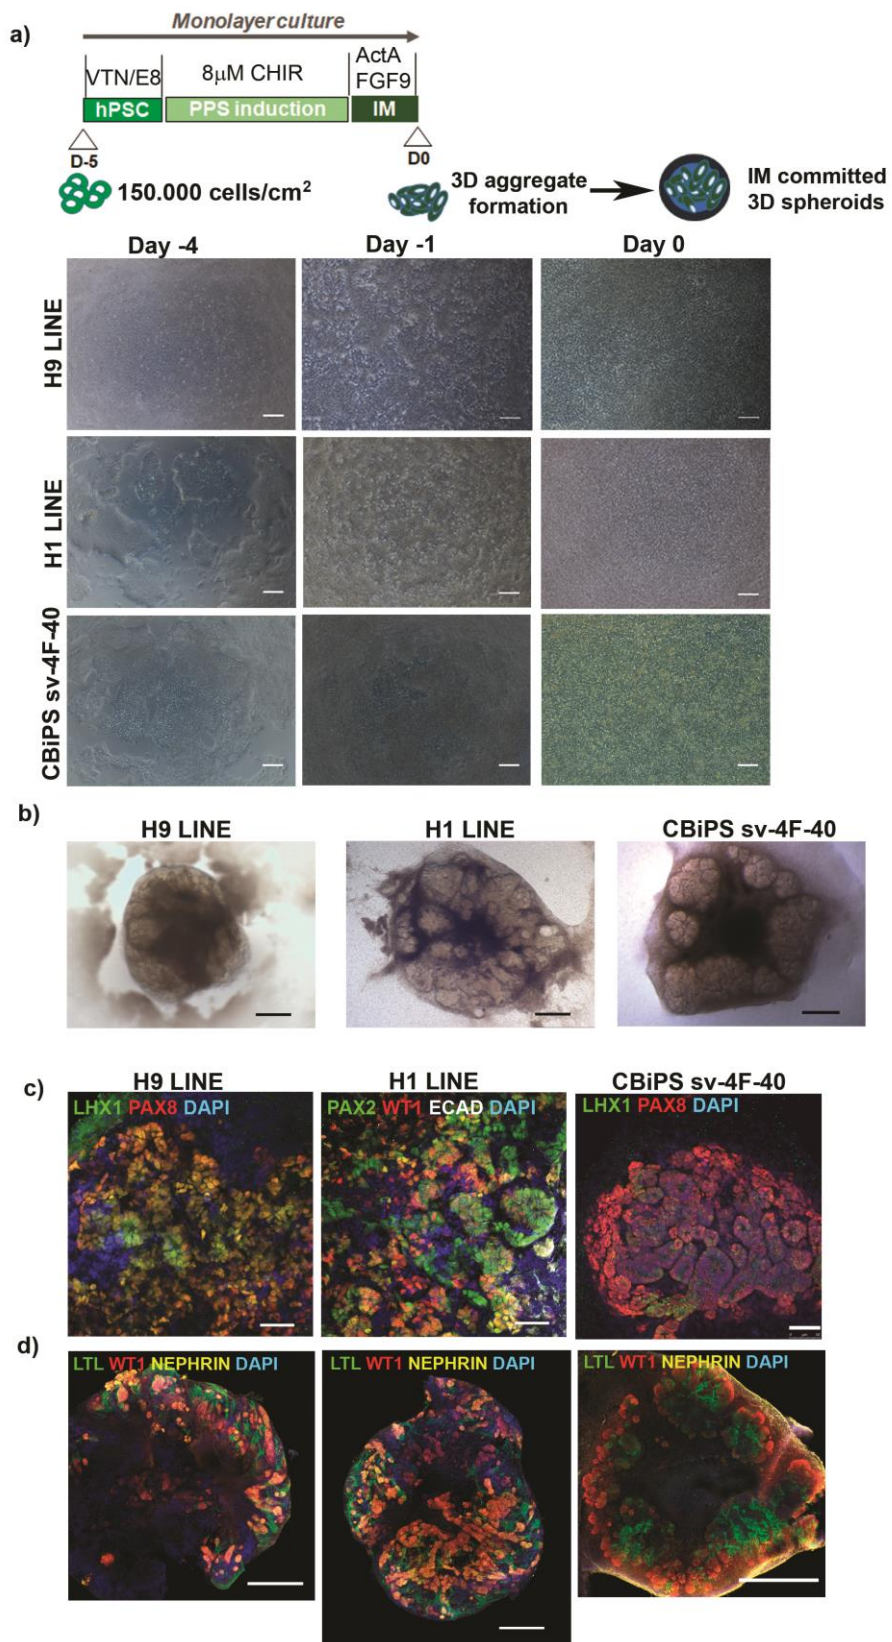 a)
Monolayer culture
VTN/E8
8μM CHIR
ActA
FGF9
hPSC
PPS induction
IM
D-5
D0
150.000 cells/cm²
3D aggregate
formation
IM committed
3D spheroids
Day -4
Day -1
Day 0
H9 LINE
H1 LINE
CBiPS sv-4F-40
b)
H9 LINE
H1 LINE
CBiPS sv-4F-40
c)
H9 LINE
H1 LINE
CBiPS sv-4F-40
LHX1 PAX8 DAPI
PAX2 WT1 ECAD DAPI
LHX1 PAX8 DAPI
d)
LTL WT1 NEPHRIN DAPI
LTL WT1 NEPHRIN DAPI
LTL WT1 NEPHRIN DAPI